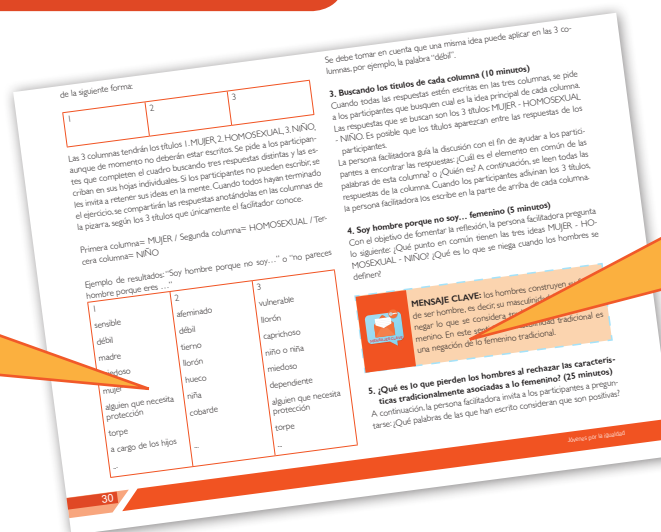 de la siguiente forma:
1
2
3
Las 3 columnas tendrán los títulos 1. MUJER, 2. HOMOSEXUAL, 3. NIÑO,
aunque de momento no deberán estar escritos. Se pide a los participan-
tes que completen el cuadro buscando tres respuestas distintas y las es-
criban en sus hojas individuales. Si los participantes no pueden escribir, se
les invita a retener sus ideas en la mente. Cuando todos hayan terminado
el ejercicio, se compartirán las respuestas anotándolas en las columnas de
la pizarra, según los 3 títulos que únicamente el facilitador conoce.
Primera columna= MUJER / Segunda columna= HOMOSEXUAL / Ter-
cera columna= NIÑO
Ejemplo de resultados: “Soy hombre porque no soy…” o “no pareces
hombre porque eres …”
1
sensible
débil
madre
mujer
alguien que necesita
protección
torpe
a cargo de los hijos
...
2
afeminado
débil
tierno
llorón
hueco
niña
cobarde
...
3
vulnerable
llorón
caprichoso
niño o niña
miedoso
dependiente
alguien que necesita
protección
torpe
...
30
Se debe tomar en cuenta que una misma idea puede aplicar en las 3 co-
lumnas, por ejemplo, la palabra “débil”.
3. Buscando los títulos de cada columna (10 minutos)
Cuando todas las respuestas estén escritas en las tres columnas, se pide
a los participantes que busquen cual es la idea principal de cada columna.
Las respuestas que se buscan son los 3 títulos: MUJER - HOMOSEXUAL
- NIÑO. Es posible que los títulos aparezcan entre las respuestas de los
participantes.
La persona facilitadora guía la discusión con el fin de ayudar a los partici-
pantes a encontrar las respuestas: ¿Cuál es el elemento en común de las
palabras de esta columna? o ¿Quién es? A continuación, se leen todas las
respuestas de la columna. Cuando los participantes adivinan los 3 títulos,
la persona facilitadora los escribe en la parte de arriba de cada columna.
4. Soy hombre porque no soy… femenino (5 minutos)
Con el objetivo de fomentar la reflexión, la persona facilitadora pregunta
lo siguiente: ¿Qué punto en común tienen las tres ideas MUJER - HO-
MOSEXUAL - NIÑO? ¿Qué es lo que se niega cuando los hombres se
definen?
MENSAJE CLAVE: los hombres construyen
de ser hombre, es decir, su
negar lo que se considera
menino. En este tradicional es
una negación de lo femenino tradicional.
5. ¿Qué es lo que pierden los hombres al rechazar las caracterís-
ticas tradicionalmente asociadas a lo femenino? (25 minutos)
A continuación, la persona facilitadora invita a los participantes a pregun-
tarse: ¿Qué palabras de las que han escrito consideran que son positivas?
Jóvenes por la igualdad